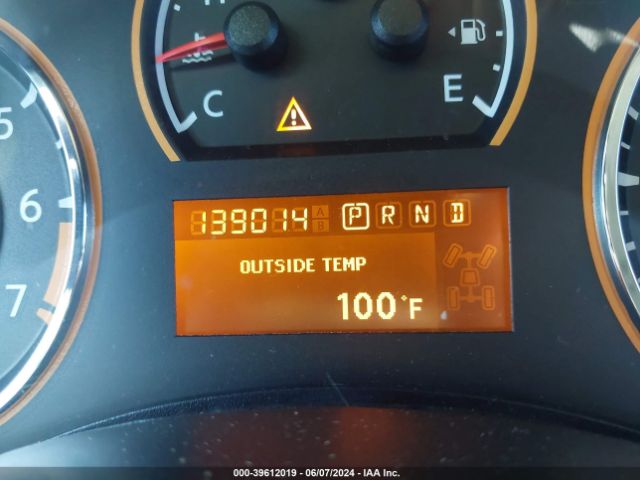 H
C
E
5
6
7
139014 A B P R N D
OUTSIDE TEMP
100°F
000-39612019 - 06/07/2024 - IAA Inc.